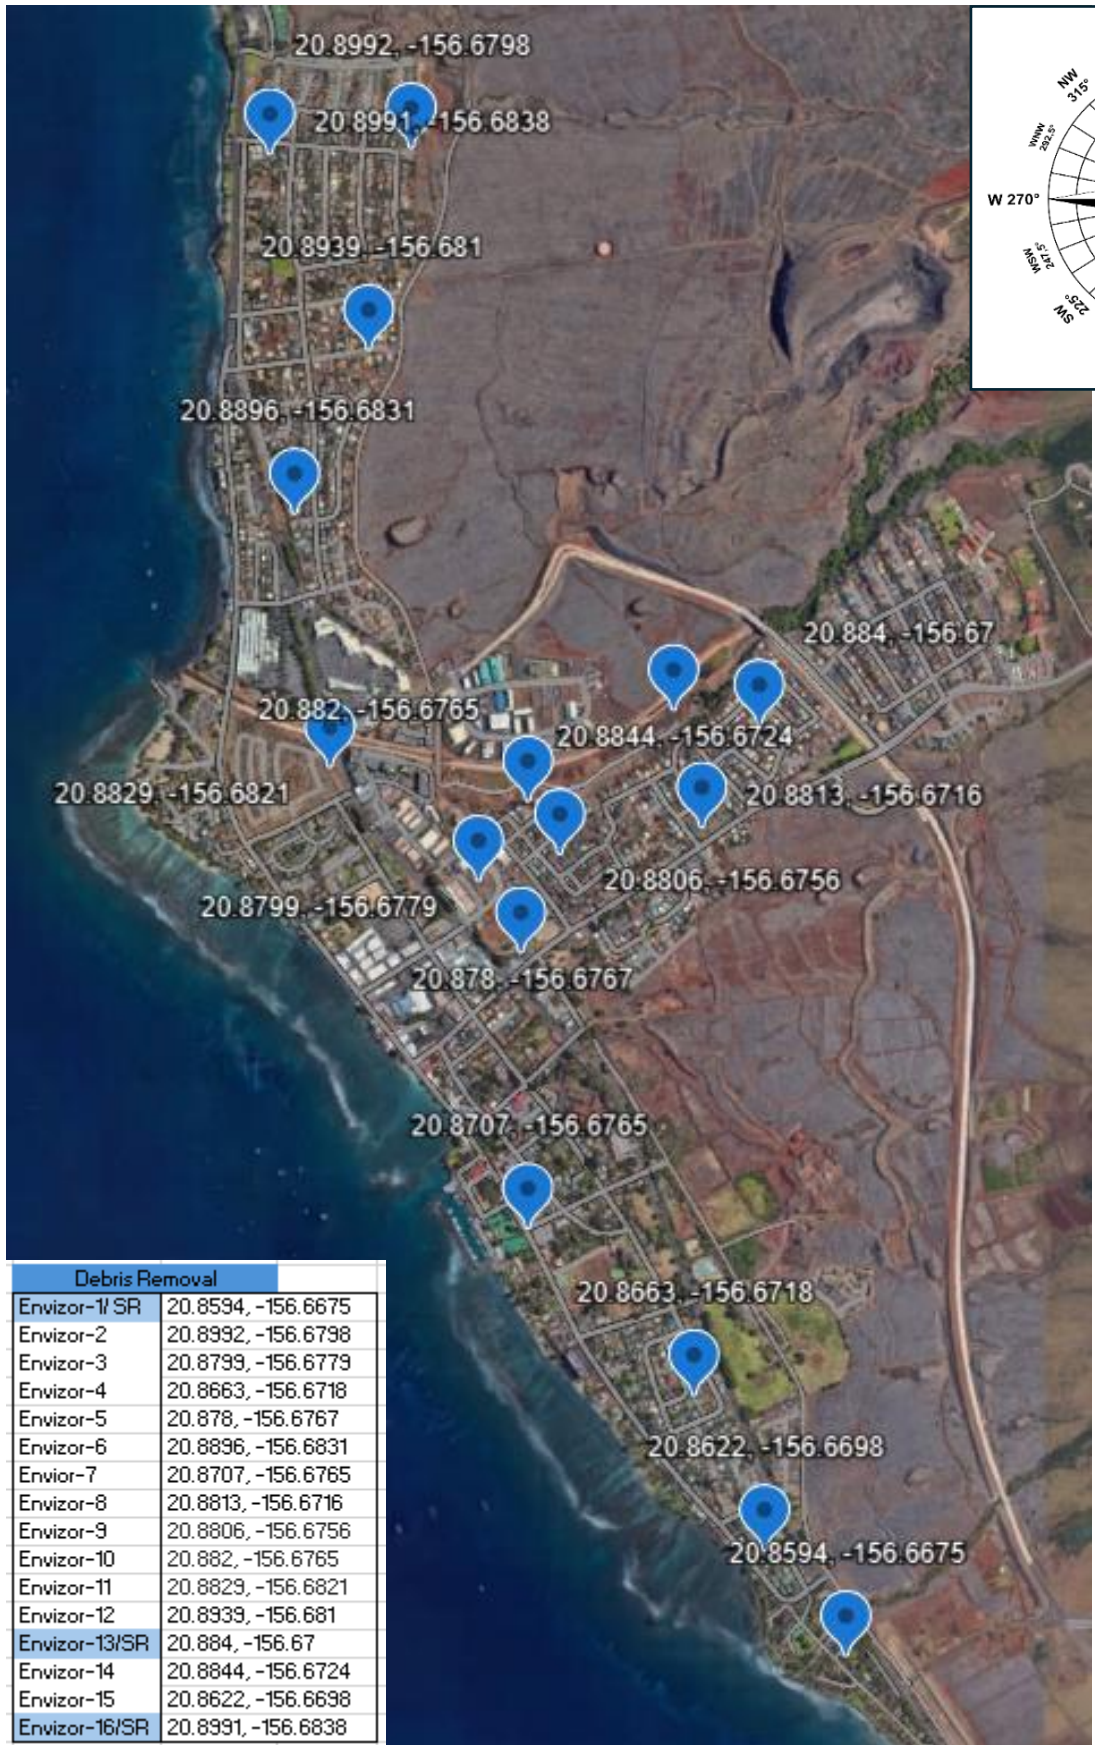 20.8992, -156.6798
20.8991, -156.6838
20.8939, -156.681
20.8896, -156.6831
20.884, -156.67
20.882, -156.6765
20.8844, -156.6724
20.8829, -156.6821
20.8813, -156.6716
20.8806, -156.6756
20.8799, -156.6779
20.878, -156.6767
20.8707, -156.6765
20.8663, -156.6718
20.8622, -156.6698
20.8594, -156.6675
NW
315°
WNW
292.5°
W 270°
WSW
247.5°
SW
225°
Debris Removal
Envizor-1/ SR 20.8594, -156.6675
Envizor-2 20.8992, -156.6798
Envizor-3 20.8799, -156.6779
Envizor-4 20.8663, -156.6718
Envizor-5 20.878, -156.6767
Envizor-6 20.8896, -156.6831
Envior-7 20.8707, -156.6765
Envizor-8 20.8813, -156.6716
Envizor-9 20.8806, -156.6756
Envizor-10 20.882, -156.6765
Envizor-11 20.8829, -156.6821
Envizor-12 20.8939, -156.681
Envizor-13/SR 20.884, -156.67
Envizor-14 20.8844, -156.6724
Envizor-15 20.8622, -156.6698
Envizor-16/SR 20.8991, -156.6838